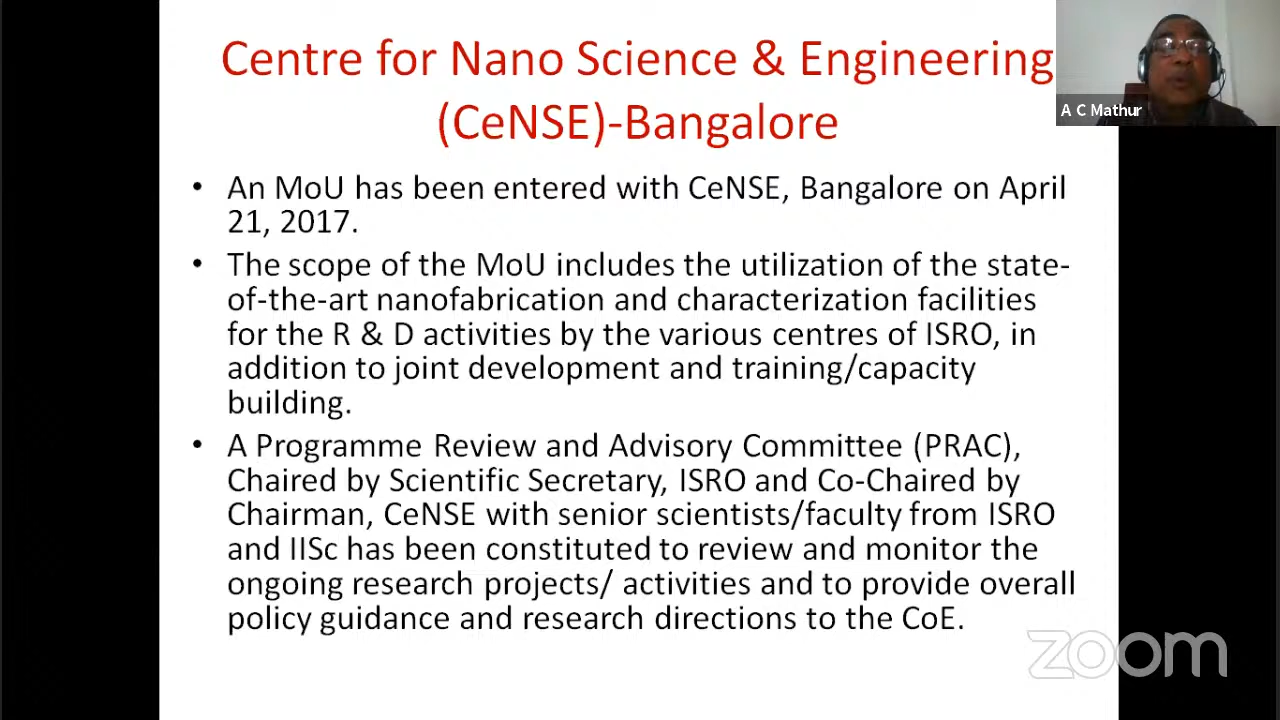 Centre for Nano Science & Engineering
(CeNSE)-Bangalore
A C Mathur
• An MoU has been entered with CeNSE, Bangalore on April
21, 2017.
• The scope of the MoU includes the utilization of the state-
of-the-art nanofabrication and characterization facilities
for the R & D activities by the various centres of ISRO, in
addition to joint development and training/capacity
building.
• A Programme Review and Advisory Committee (PRAC),
Chaired by Scientific Secretary, ISRO and Co-Chaired by
Chairman, CeNSE with senior scientists/faculty from ISRO
and IISc has been constituted to review and monitor the
ongoing research projects/ activities and to provide overall
policy guidance and research directions to the CoE.
zoom